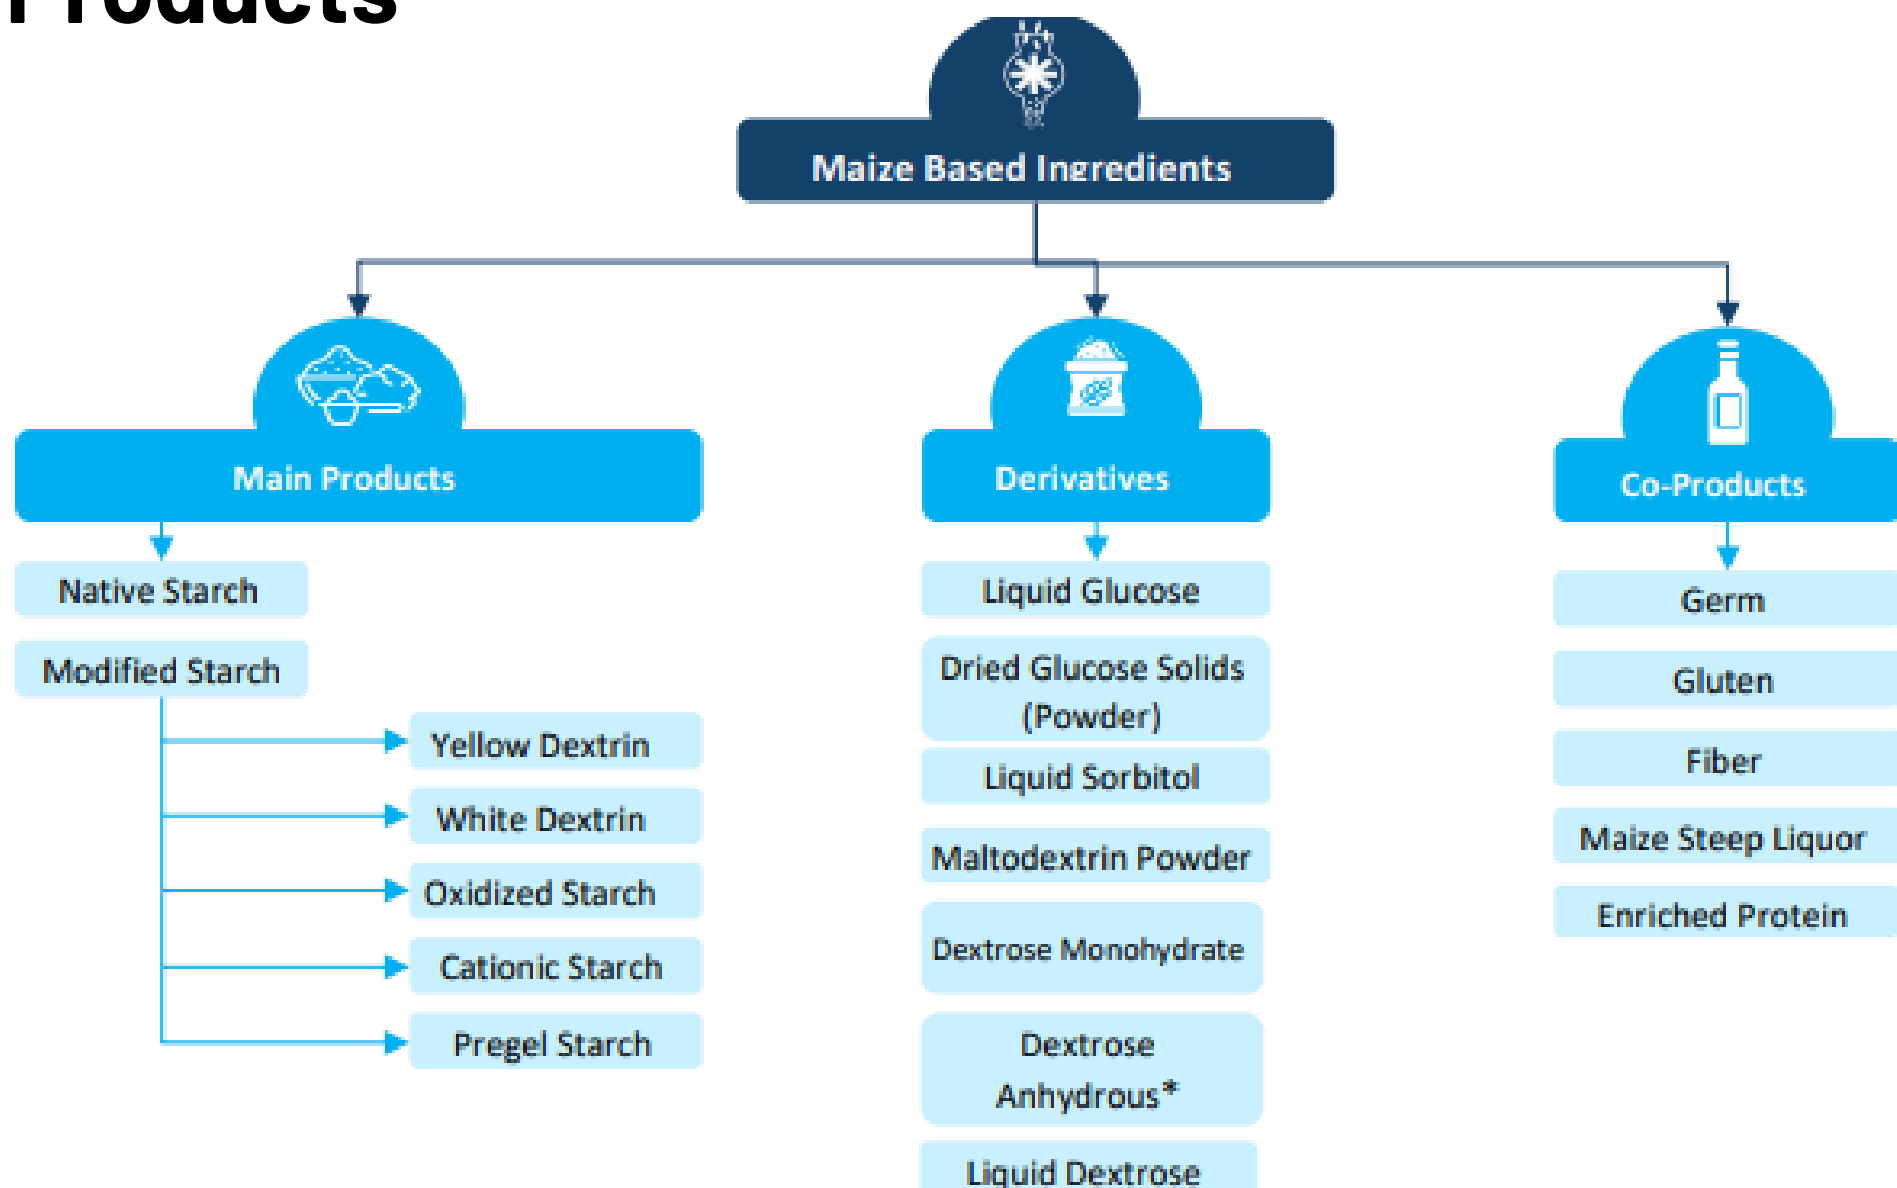 Products
Maize Based Ingredients
Main Products
Native Starch
Modified Starch
Yellow Dextrin
White Dextrin
Oxidized Starch
Cationic Starch
Pregel Starch
Derivatives
Liquid Glucose
Dried Glucose Solids
(Powder)
Liquid Sorbitol
Maltodextrin Powder
Dextrose Monohydrate
Dextrose
Anhydrous*
Liquid Dextrose
Co-Products
Germ
Gluten
Fiber
Maize Steep Liquor
Enriched Protein